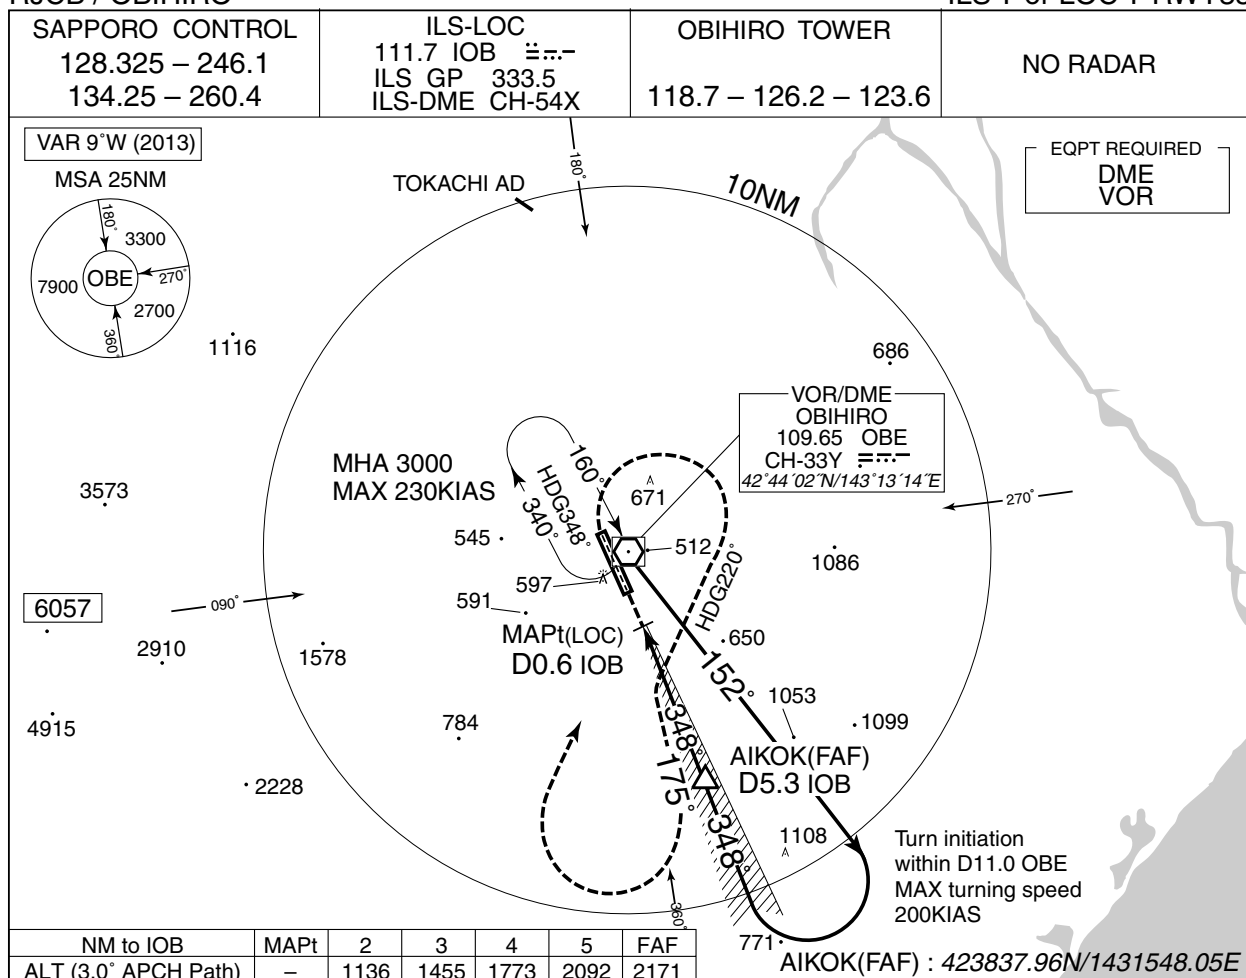 SAPPORO CONTROL
128.325 – 246.1
134.25 – 260.4
ILS-LOC
111.7 IOB
ILS GP 333.5
ILS-DME CH-54X
OBIHIRO TOWER
118.7 – 126.2 – 123.6
NO RADAR
VAR 9°W (2013)
MSA 25NM
180°
3300
OBE
270°
7900
2700
360°
EQPT REQUIRED
DME
VOR
TOKACHI AD
180°
10NM
1116
686
VOR/DME
OBIHIRO
109.65 OBE
CH-33Y
42°44´02˝N/143°13´14˝E
MHA 3000
MAX 230KIAS
160°
HDG348°
340°
671
3573
270°
545
512
1086
597
HDG220°
6057
090°
591
2910
1578
MAPt(LOC)
D0.6 IOB
650
152°
1053
4915
784
348°
1099
AIKOK(FAF)
D5.3 IOB
175°
2228
348°
1108
Turn initiation
within D11.0 OBE
MAX turning speed
200KIAS
360°
771
AIKOK(FAF) : 423837.96N/1431548.05E
NM to IOB MAPt 2 3 4 5 FAF
ALT (3.0° APCH Path) – 1136 1455 1773 2092 2171